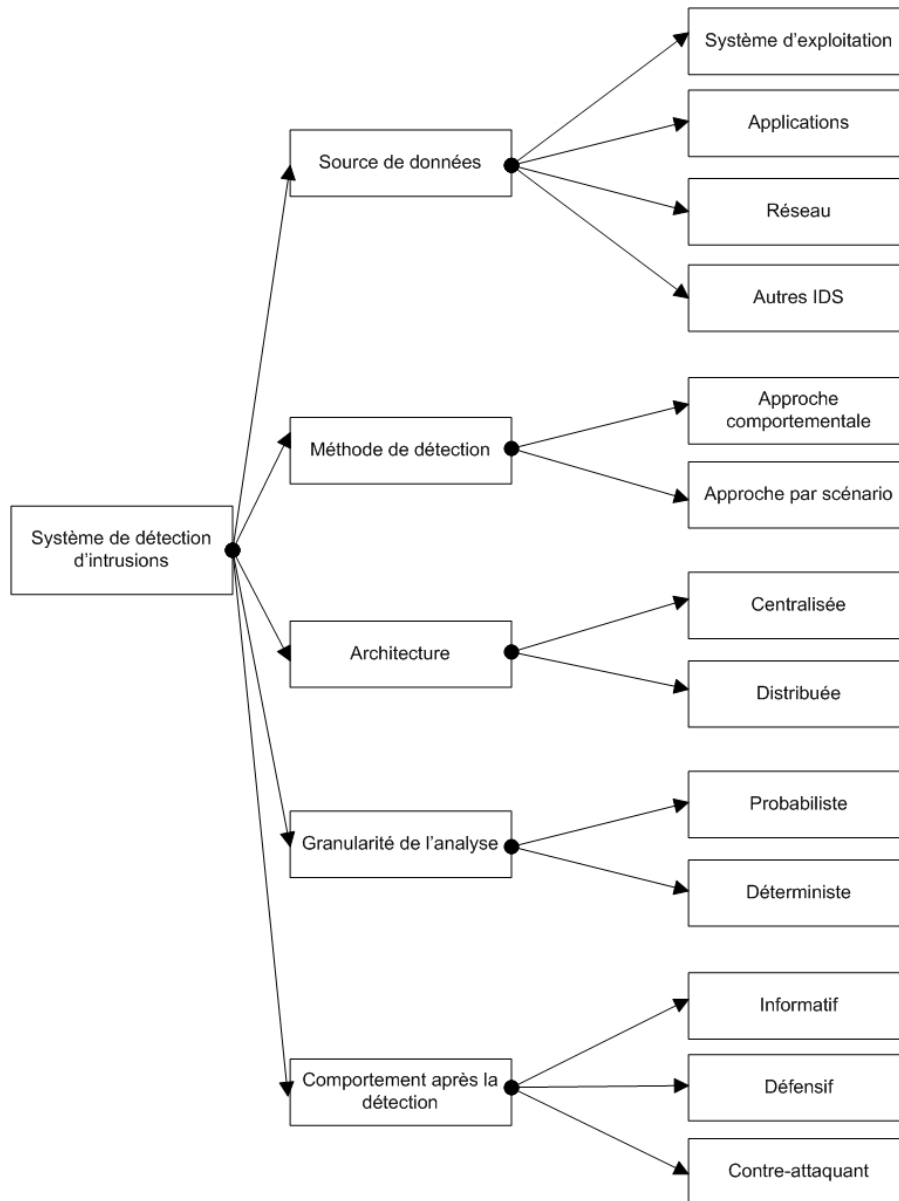 Système d'exploitation
Applications
Source de données
Réseau
Autres IDS
Approche
comportementale
Méthode de détection
Approche par scénario
Système de détection
d'intrusions
Centralisée
Architecture
Distribuée
Probabiliste
Granularité de l'analyse
Déterministe
Informatif
Comportement après la
détection
Défensif
Contre-attaquant